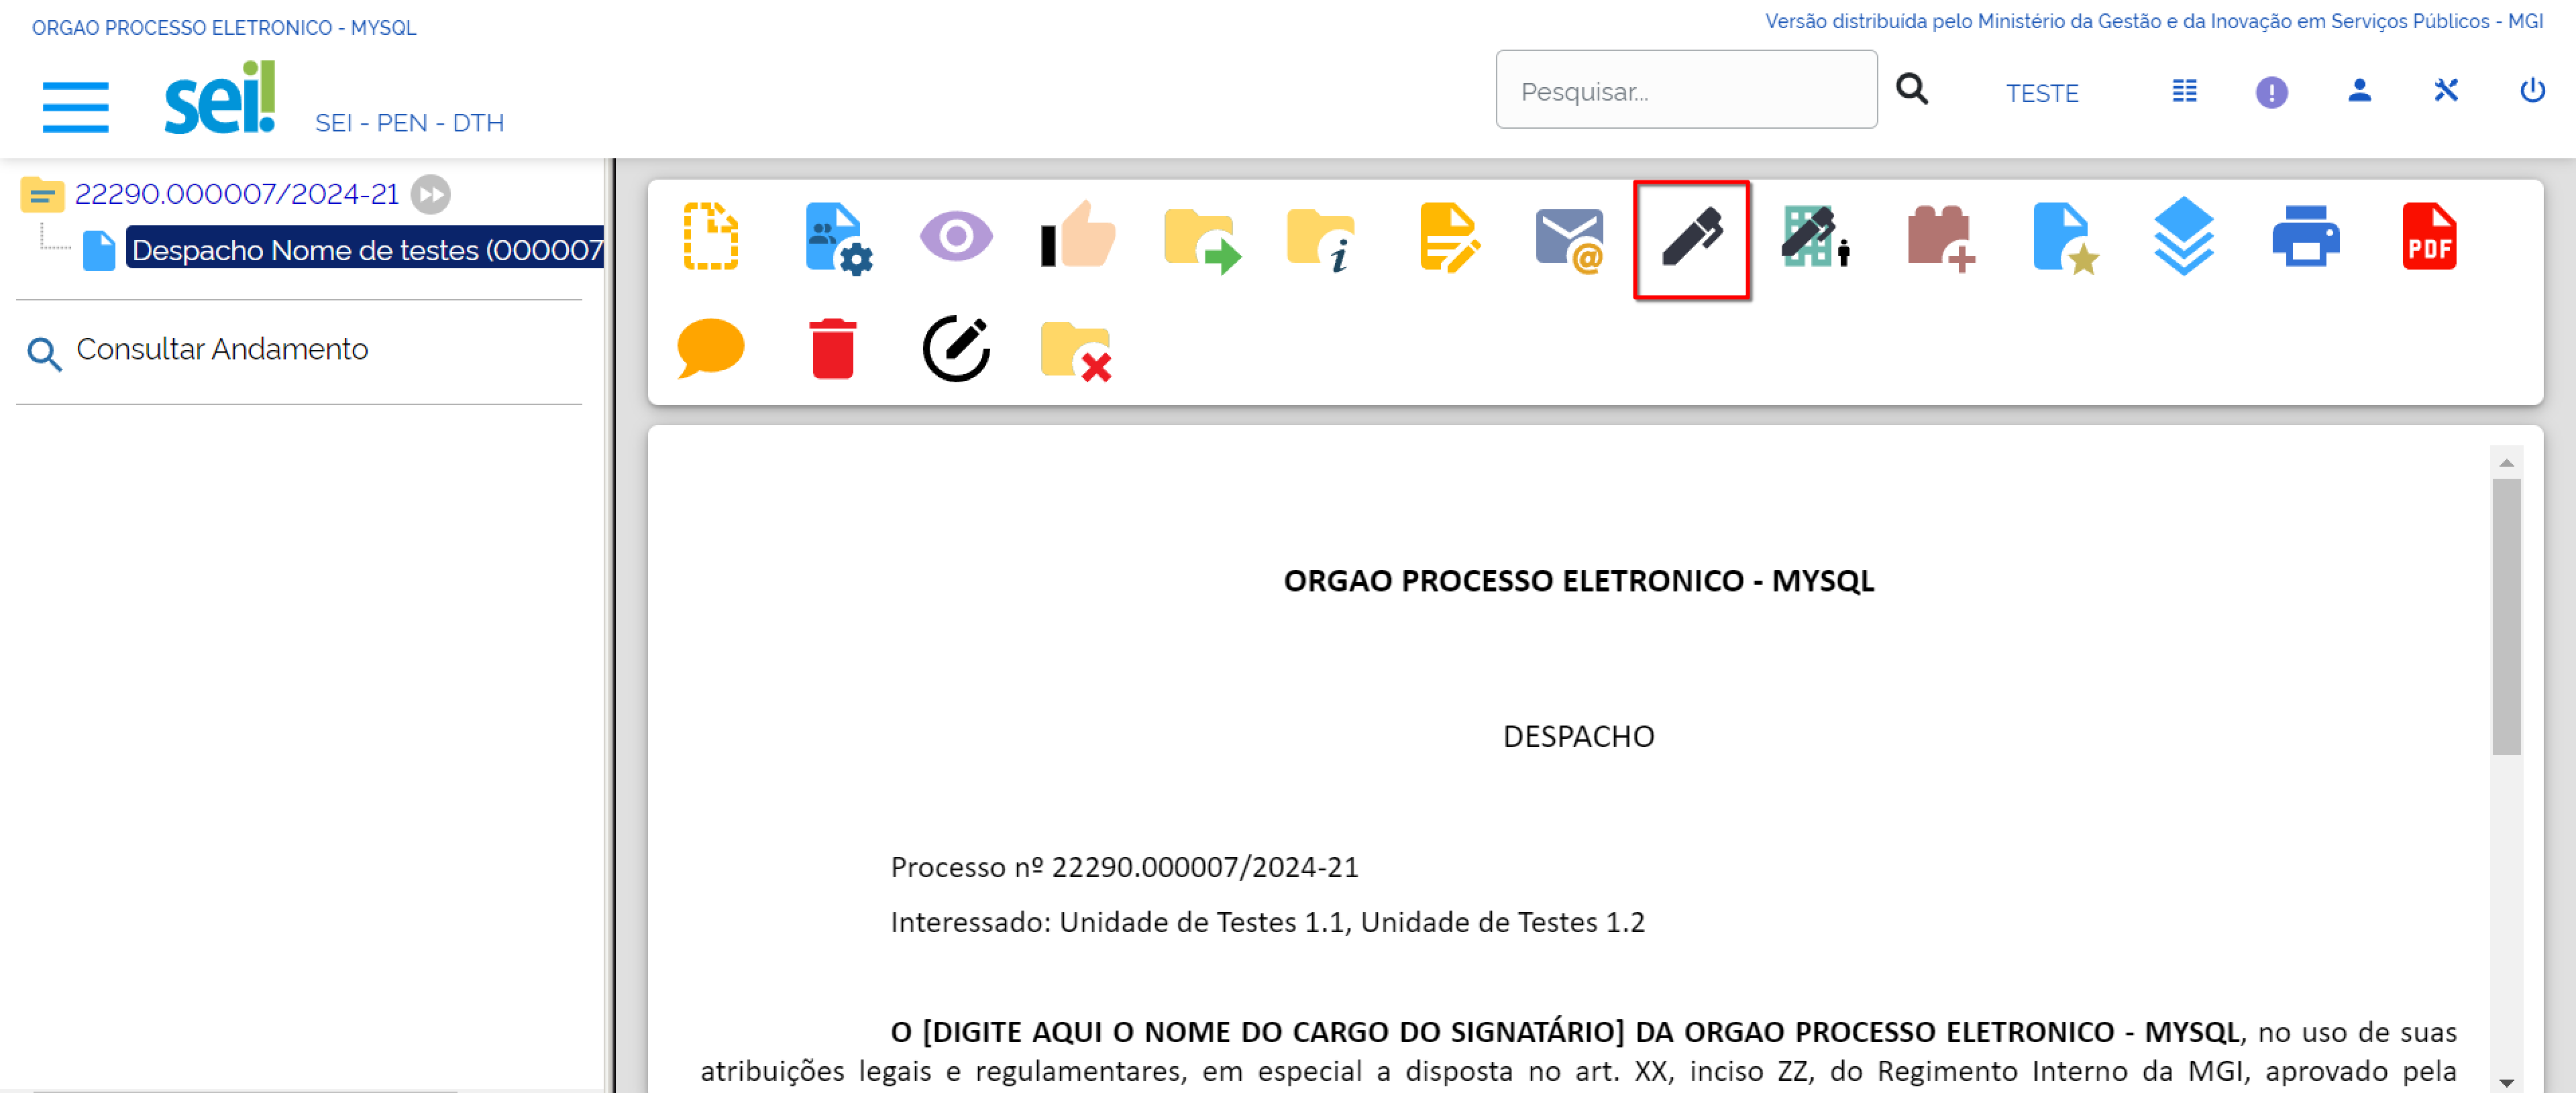 ORGAO PROCESSO ELETRONICO - MYSQL
Versão distribuída pelo Ministério da Gestão e da Inovação em Serviços Públicos - MGI
sei!
SEI - PEN - DTH
Pesquisar...
TESTE
22290.000007/2024-21
Despacho Nome de testes (000007
Consultar Andamento
PDF
ORGAO PROCESSO ELETRONICO - MYSQL
DESPACHO
Processo nº 22290.000007/2024-21
Interessado: Unidade de Testes 1.1, Unidade de Testes 1.2
O [DIGITE AQUI O NOME DO CARGO DO SIGNATÁRIO] DA ORGAO PROCESSO ELETRONICO - MYSQL, no uso de suas
atribuições legais e regulamentares, em especial a disposta no art. XX, inciso ZZ, do Regimento Interno da MGI, aprovado pela